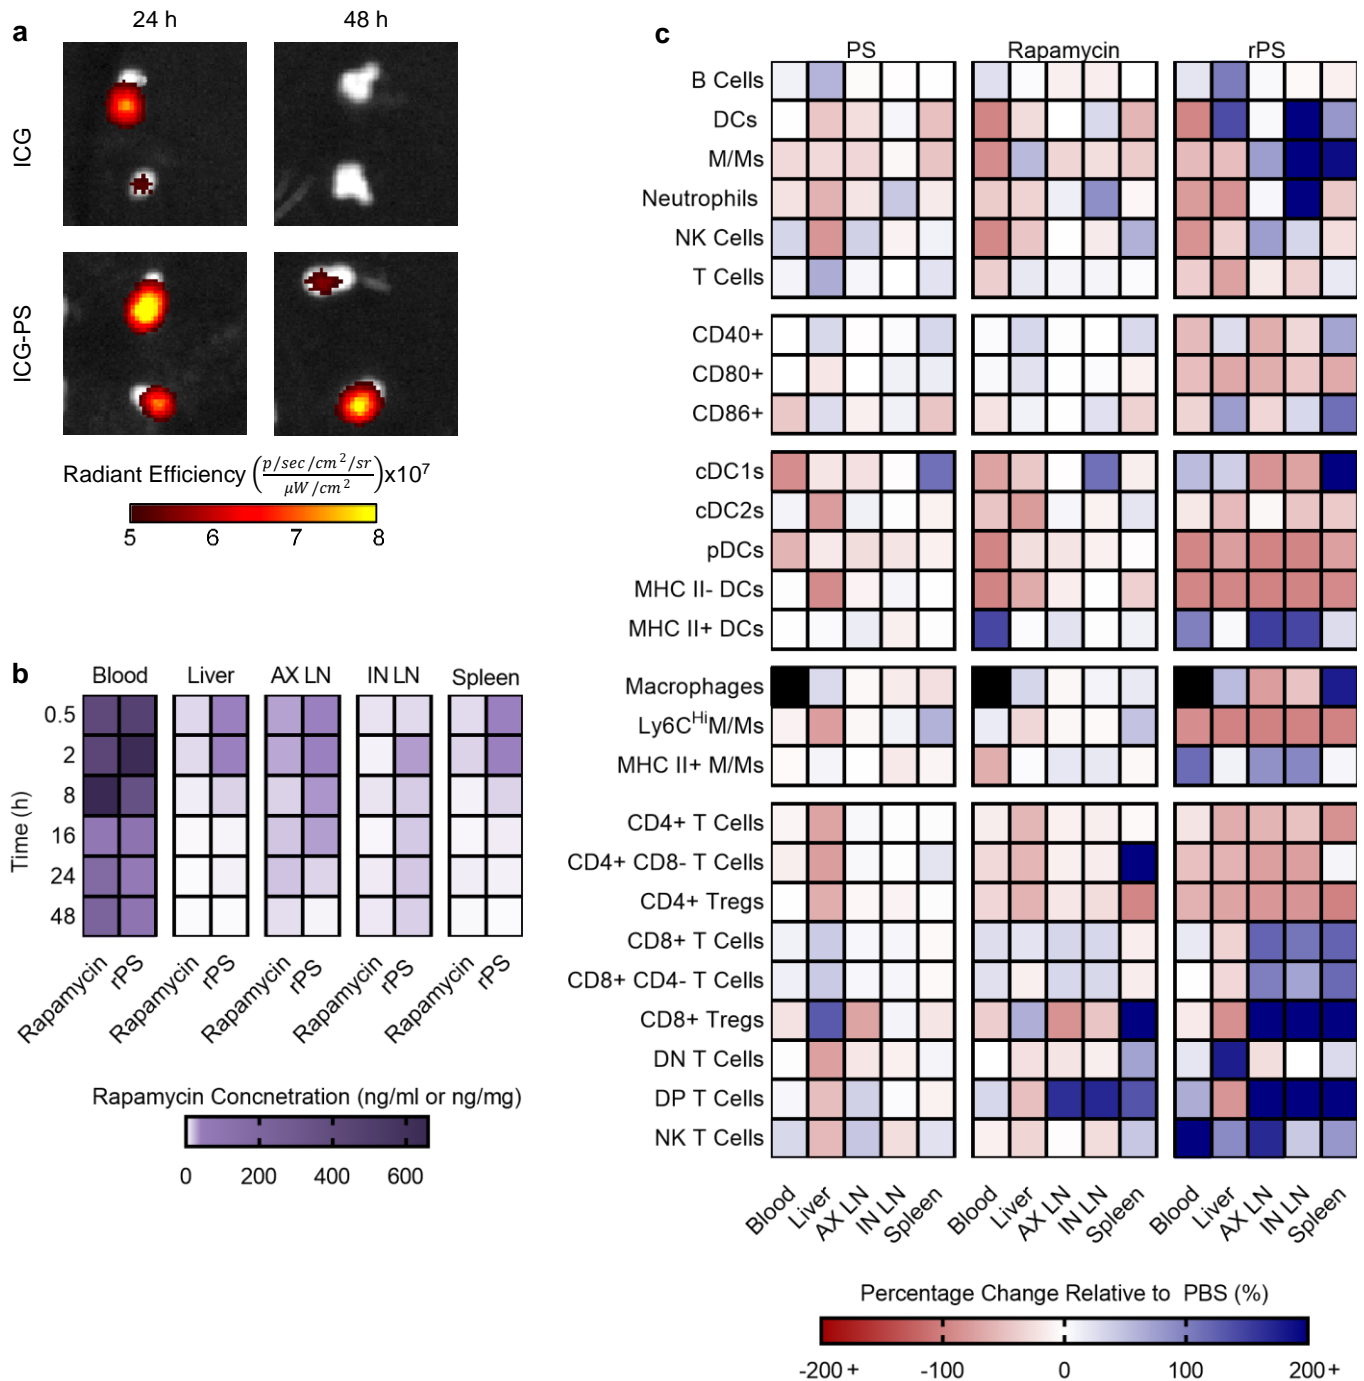 a
24 h
48 h
ICG
ICG-PS
Radiant Efficiency (p/sec/cm²/sr / μW/cm²)x10⁷
5 6 7 8
b
Blood Liver AX LN IN LN Spleen
Time (h)
0.5
2
8
16
24
48
Rapamycin rPS Rapamycin rPS Rapamycin rPS Rapamycin rPS Rapamycin rPS
Rapamycin Concnetration (ng/ml or ng/mg)
0 200 400 600
c
PS Rapamycin rPS
B Cells
DCs
M/Ms
Neutrophils
NK Cells
T Cells
CD40+
CD80+
CD86+
cDC1s
cDC2s
pDCs
MHC II- DCs
MHC II+ DCs
Macrophages
Ly6CᴴⁱM/Ms
MHC II+ M/Ms
CD4+ T Cells
CD4+ CD8- T Cells
CD4+ Tregs
CD8+ T Cells
CD8+ CD4- T Cells
CD8+ Tregs
DN T Cells
DP T Cells
NK T Cells
Blood Liver AX LN IN LN Spleen Blood Liver AX LN IN LN Spleen Blood Liver AX LN IN LN Spleen
Percentage Change Relative to PBS (%)
-200+ -100 0 100 200+